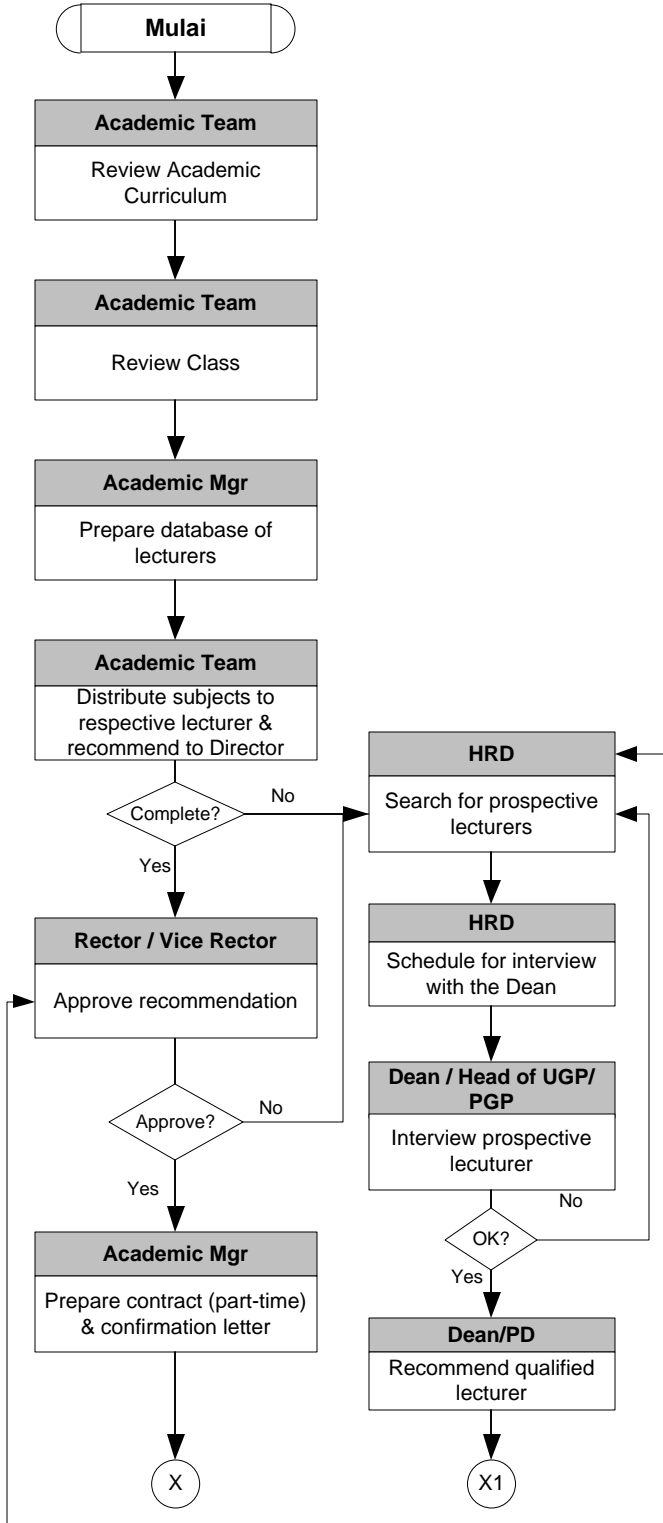 Mulai
Academic Team
Review Academic
Curriculum
Academic Team
Review Class
Academic Mgr
Prepare database of
lecturers
Academic Team
Distribute subjects to
respective lecturer &
recommend to Director
Complete?
No
Yes
Rector / Vice Rector
Approve recommendation
Approve?
No
Yes
Academic Mgr
Prepare contract (part-time)
& confirmation letter
X
HRD
Search for prospective
lecturers
HRD
Schedule for interview
with the Dean
Dean / Head of UGP/
PGP
Interview prospective
lecuturer
No
OK?
Yes
Dean/PD
Recommend qualified
lecturer
X1